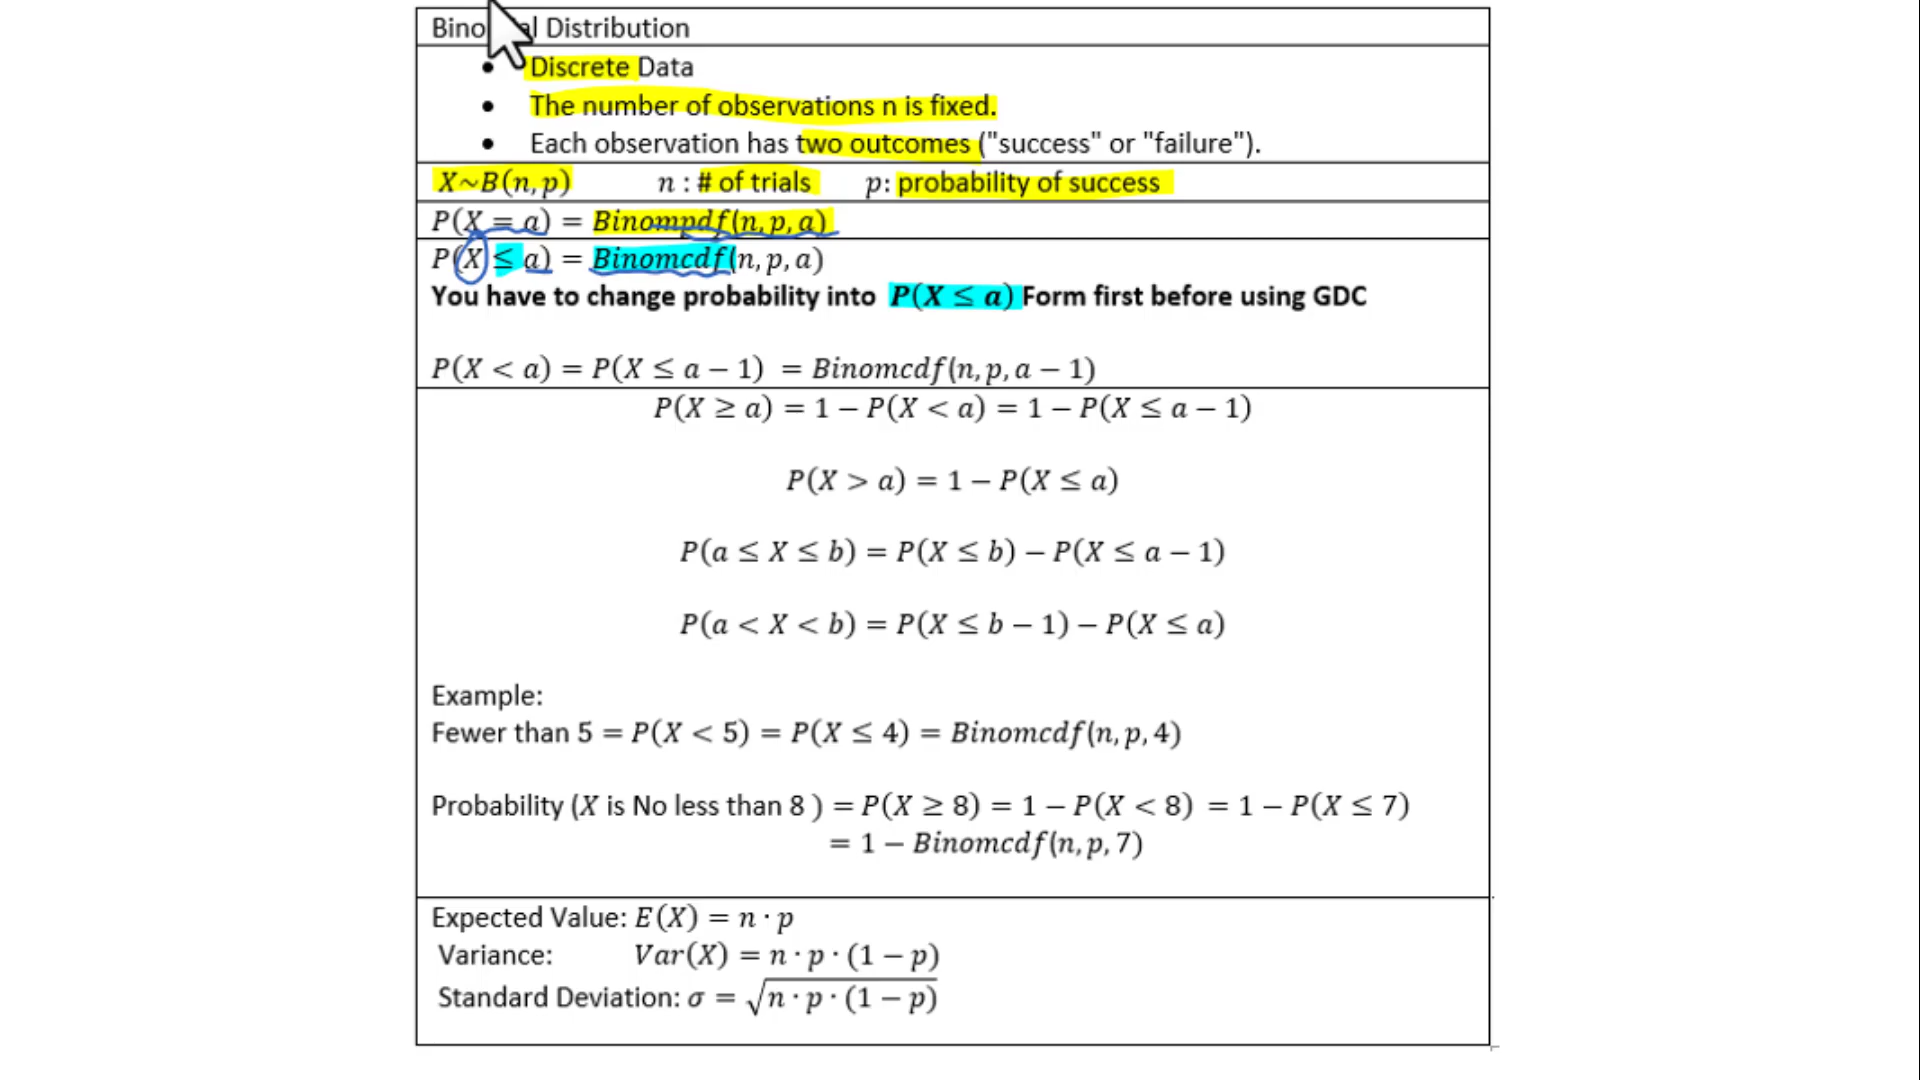 Bino al Distribution
• Discrete Data
• The number of observations n is fixed.
• Each observation has two outcomes ("success" or "failure").
X~B(n, p) n : # of trials p: probability of success
P(X = a) = Binompdf(n, p, a)
P(X ≤ a) = Binomcdf(n, p, a)
You have to change probability into P(X ≤ a) Form first before using GDC
P(X < a) = P(X ≤ a − 1) = Binomcdf(n, p, a − 1)
P(X ≥ a) = 1 − P(X < a) = 1 − P(X ≤ a − 1)
P(X > a) = 1 − P(X ≤ a)
P(a ≤ X ≤ b) = P(X ≤ b) − P(X ≤ a − 1)
P(a < X < b) = P(X ≤ b − 1) − P(X ≤ a)
Example:
Fewer than 5 = P(X < 5) = P(X ≤ 4) = Binomcdf(n, p, 4)
Probability (X is No less than 8 ) = P(X ≥ 8) = 1 − P(X < 8) = 1 − P(X ≤ 7)
= 1 − Binomcdf(n, p, 7)
Expected Value: E(X) = n · p
Variance: Var(X) = n · p · (1 − p)
Standard Deviation: σ = √n · p · (1 − p)